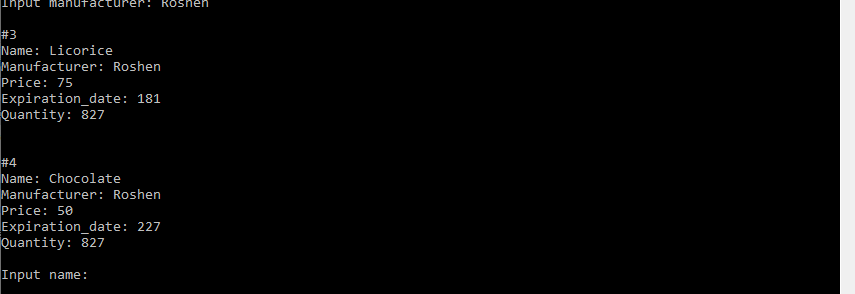 Input manufacturer: Roshen
#3
Name: Licorice
Manufacturer: Roshen
Price: 75
Expiration_date: 181
Quantity: 827
#4
Name: Chocolate
Manufacturer: Roshen
Price: 50
Expiration_date: 227
Quantity: 827
Input name: